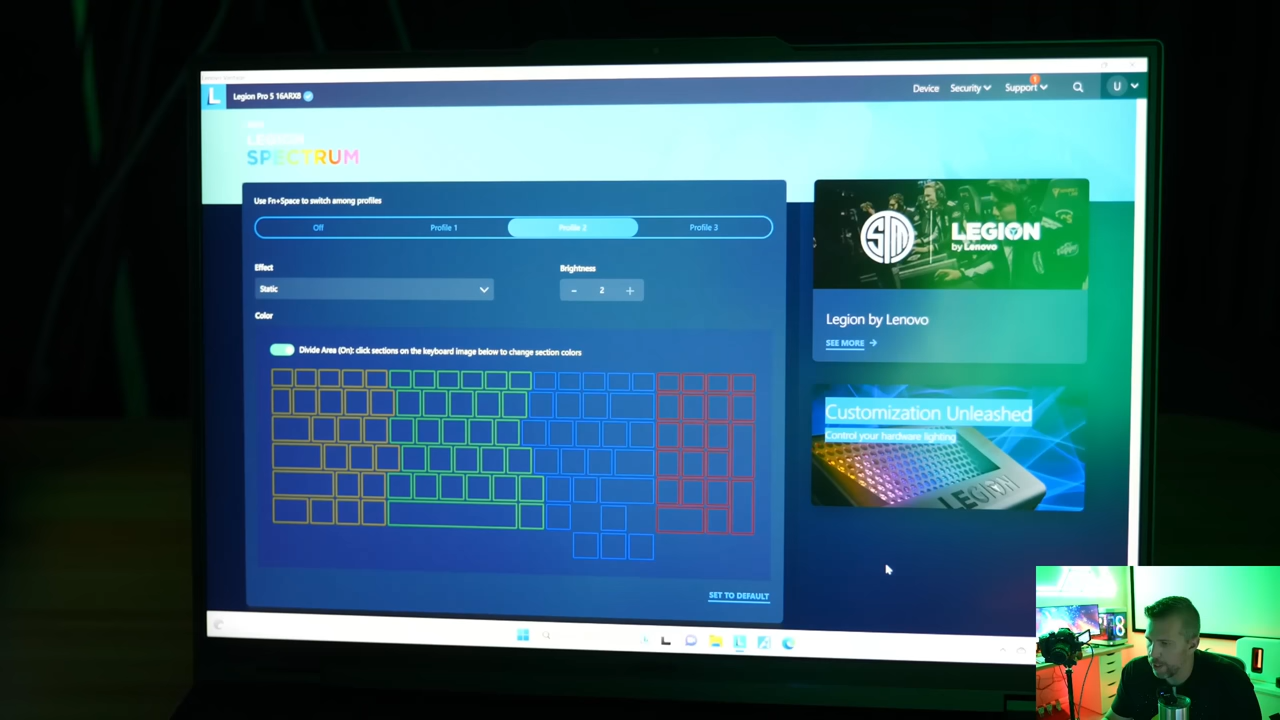 Legion Pro 5 16ARX8
Device Security Support 1 U
LEGION
SPECTRUM
Use Fn+Space to switch among profiles
Off Profile 1 Profile 2 Profile 3
Effect Brightness
Static - 2 +
Color
Divide Area (On): click sections on the keyboard image below to change section colors
SET TO DEFAULT
TSM LEGION
by Lenovo
Legion by Lenovo
SEE MORE
Customization Unleashed
Control your hardware lighting
LEGION